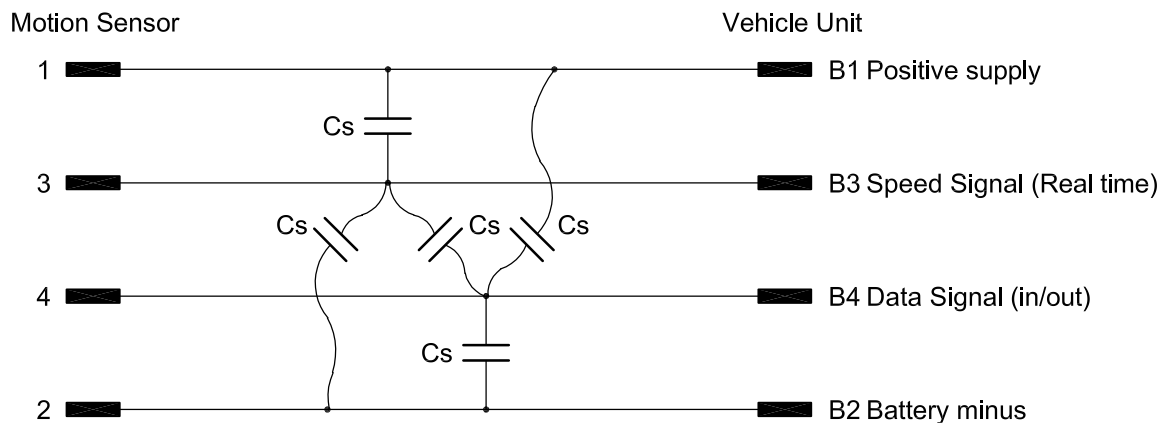 Motion Sensor Vehicle Unit
1 B1 Positive supply
Cs
3 B3 Speed Signal (Real time)
Cs Cs Cs
4 B4 Data Signal (in/out)
Cs
2 B2 Battery minus